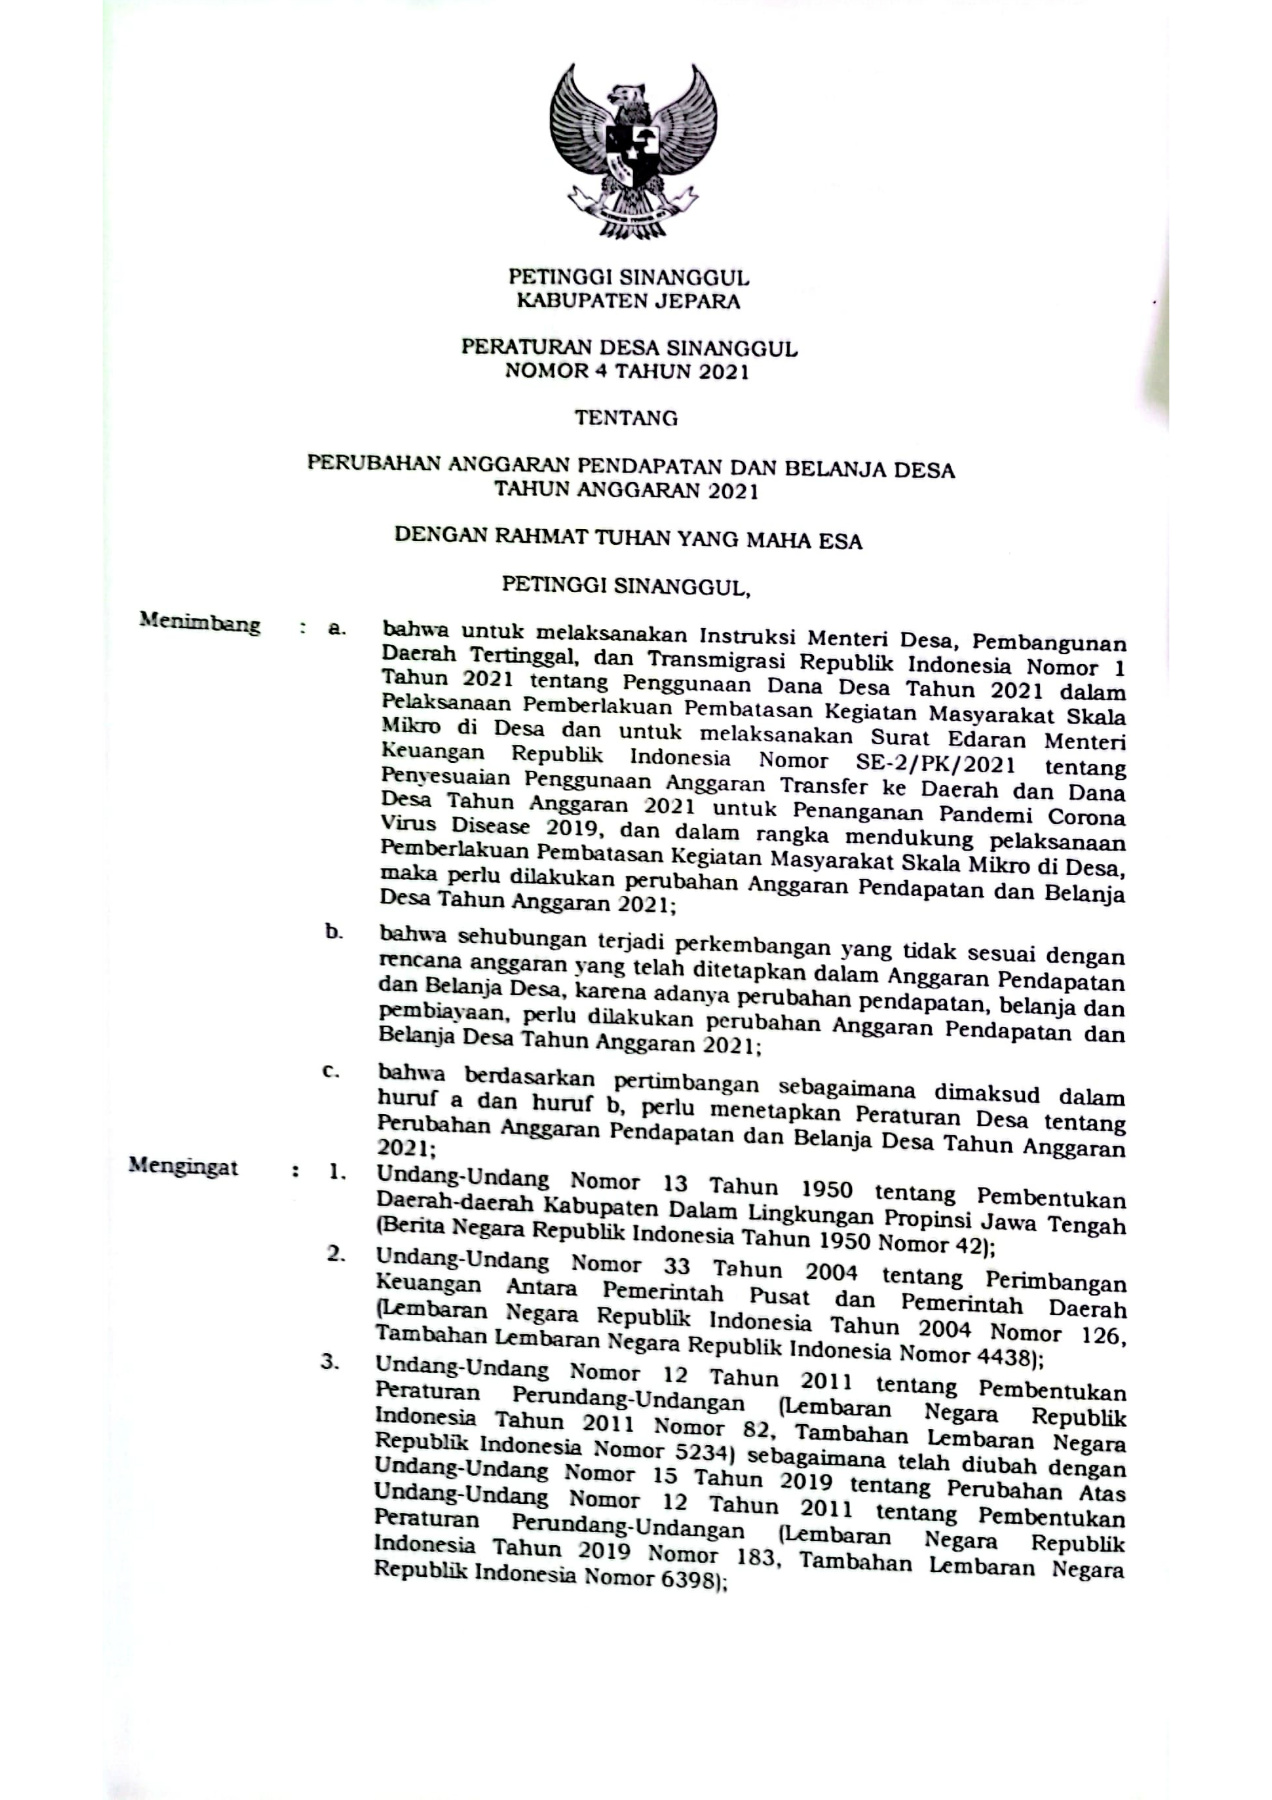 PETINGGI SINANGGUL
KABUPATEN JEPARA
PERATURAN DESA SINANGGUL
NOMOR 4 TAHUN 2021
TENTANG
PERUBAHAN ANGGARAN PENDAPATAN DAN BELANJA DESA
TAHUN ANGGARAN 2021
DENGAN RAHMAT TUHAN YANG MAHA ESA
PETINGGI SINANGGUL,
Menimbang : a. bahwa untuk melaksanakan Instruksi Menteri Desa, Pembangunan
Daerah Tertinggal, dan Transmigrasi Republik Indonesia Nomor 1
Tahun 2021 tentang Penggunaan Dana Desa Tahun 2021 dalam
Pelaksanaan Pemberlakuan Pembatasan Kegiatan Masyarakat Skala
Mikro di Desa dan untuk melaksanakan Surat Edaran Menteri
Keuangan Republik Indonesia Nomor SE-2/PK/2021 tentang
Penyesuaian Penggunaan Anggaran Transfer ke Daerah dan Dana
Desa Tahun Anggaran 2021 untuk Penanganan Pandemi Corona
Virus Disease 2019, dan dalam rangka mendukung pelaksanaan
Pemberlakuan Pembatasan Kegiatan Masyarakat Skala Mikro di Desa,
maka perlu dilakukan perubahan Anggaran Pendapatan dan Belanja
Desa Tahun Anggaran 2021;
b. bahwa sehubungan terjadi perkembangan yang tidak sesuai dengan
rencana anggaran yang telah ditetapkan dalam Anggaran Pendapatan
dan Belanja Desa, karena adanya perubahan pendapatan, belanja dan
pembiayaan, perlu dilakukan perubahan Anggaran Pendapatan dan
Belanja Desa Tahun Anggaran 2021;
c. bahwa berdasarkan pertimbangan sebagaimana dimaksud dalam
huruf a dan huruf b, perlu menetapkan Peraturan Desa tentang
Perubahan Anggaran Pendapatan dan Belanja Desa Tahun Anggaran
2021;
Mengingat : 1. Undang-Undang Nomor 13 Tahun 1950 tentang Pembentukan
Daerah-daerah Kabupaten Dalam Lingkungan Propinsi Jawa Tengah
(Berita Negara Republik Indonesia Tahun 1950 Nomor 42);
2. Undang-Undang Nomor 33 Tahun 2004 tentang Perimbangan
Keuangan Antara Pemerintah Pusat dan Pemerintah Daerah
(Lembaran Negara Republik Indonesia Tahun 2004 Nomor 126,
Tambahan Lembaran Negara Republik Indonesia Nomor 4438);
3. Undang-Undang Nomor 12 Tahun 2011 tentang Pembentukan
Peraturan Perundang-Undangan (Lembaran Negara Republik
Indonesia Tahun 2011 Nomor 82, Tambahan Lembaran Negara
Republik Indonesia Nomor 5234) sebagaimana telah diubah dengan
Undang-Undang Nomor 15 Tahun 2019 tentang Perubahan Atas
Undang-Undang Nomor 12 Tahun 2011 tentang Pembentukan
Peraturan Perundang-Undangan (Lembaran Negara Republik
Indonesia Tahun 2019 Nomor 183, Tambahan Lembaran Negara
Republik Indonesia Nomor 6398);